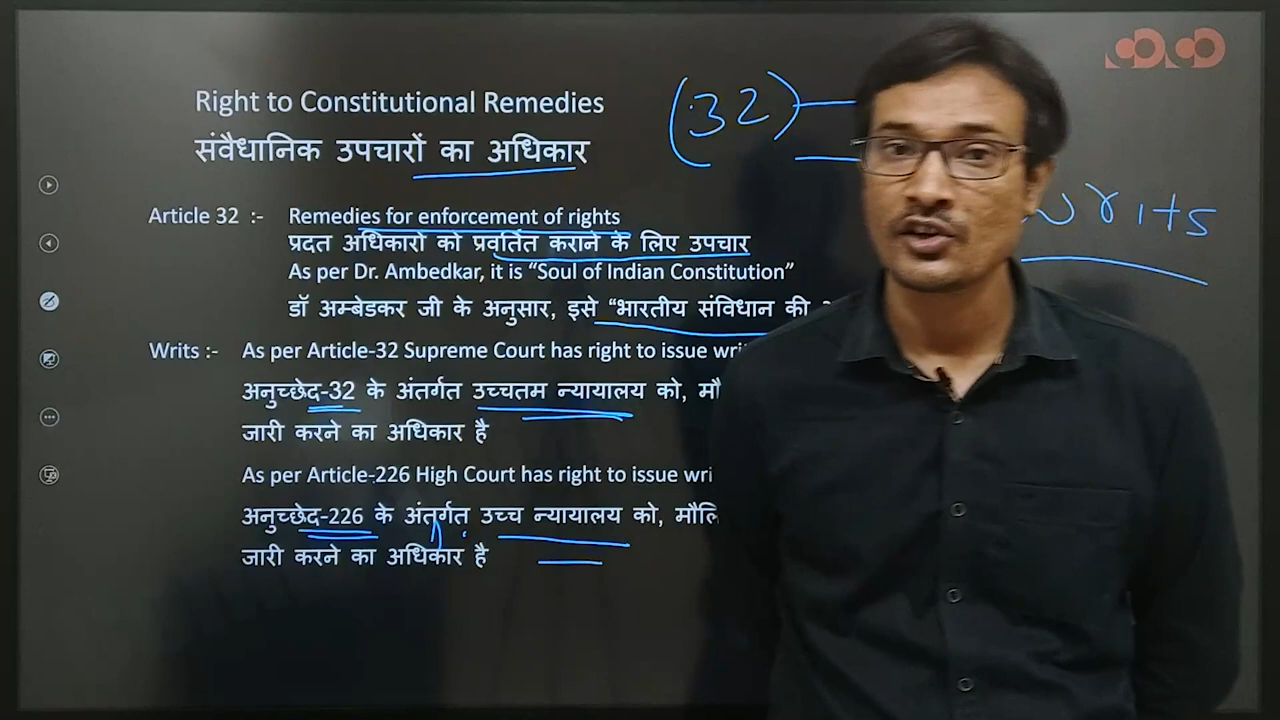 Right to Constitutional Remedies
(32)
संवैधानिक उपचारों का अधिकार
writs
Article 32 :- Remedies for enforcement of rights
प्रदत अधिकारों को प्रवर्तित कराने के लिए उपचार
As per Dr. Ambedkar, it is “Soul of Indian Constitution”
डॉ अम्बेडकर जी के अनुसार, इसे “भारतीय संविधान की
Writs :- As per Article-32 Supreme Court has right to issue
अनुच्छेद-32 के अंतर्गत उच्चतम न्यायालय को,
जारी करने का अधिकार है
As per Article-226 High Court has right to issue
अनुच्छेद-226 के अंतर्गत उच्च न्यायालय को,
जारी करने का अधिकार है